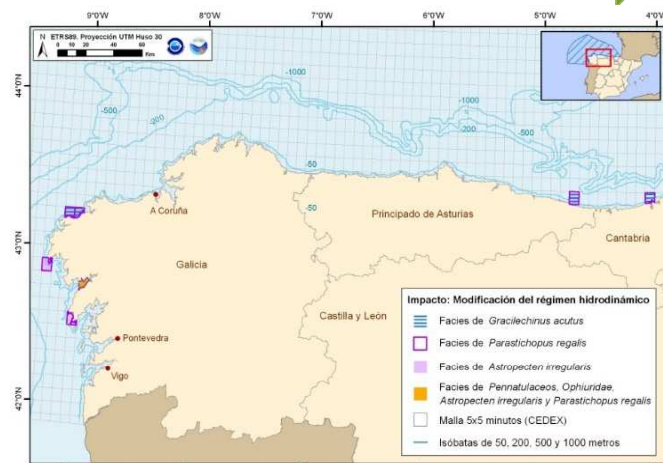 9°0'O 8°0'O 7°0'O 6°0'O 5°0'O 4°0'O
N ETRS89. Proyección UTM Huso 30
0 10 20 40 60
Km
44°0'N
-1000
-500
-200
-1000
-200
-500
-50
-50
A Coruña
Principado de Asturias
43°0'N
Cantabria
Galicia
Castilla y León
Pontevedra
Vigo
42°0'N
Impacto: Modificación del régimen hidrodinámico
Facies de Gracilechinus acutus
Facies de Parastichopus regalis
Facies de Astropecten irregularis
Facies de Pennatulaceos, Ophiuridae,
Astropecten irregularis y Parastichopus regalis
Malla 5x5 minutos (CEDEX)
Isóbatas de 50, 200, 500 y 1000 metros